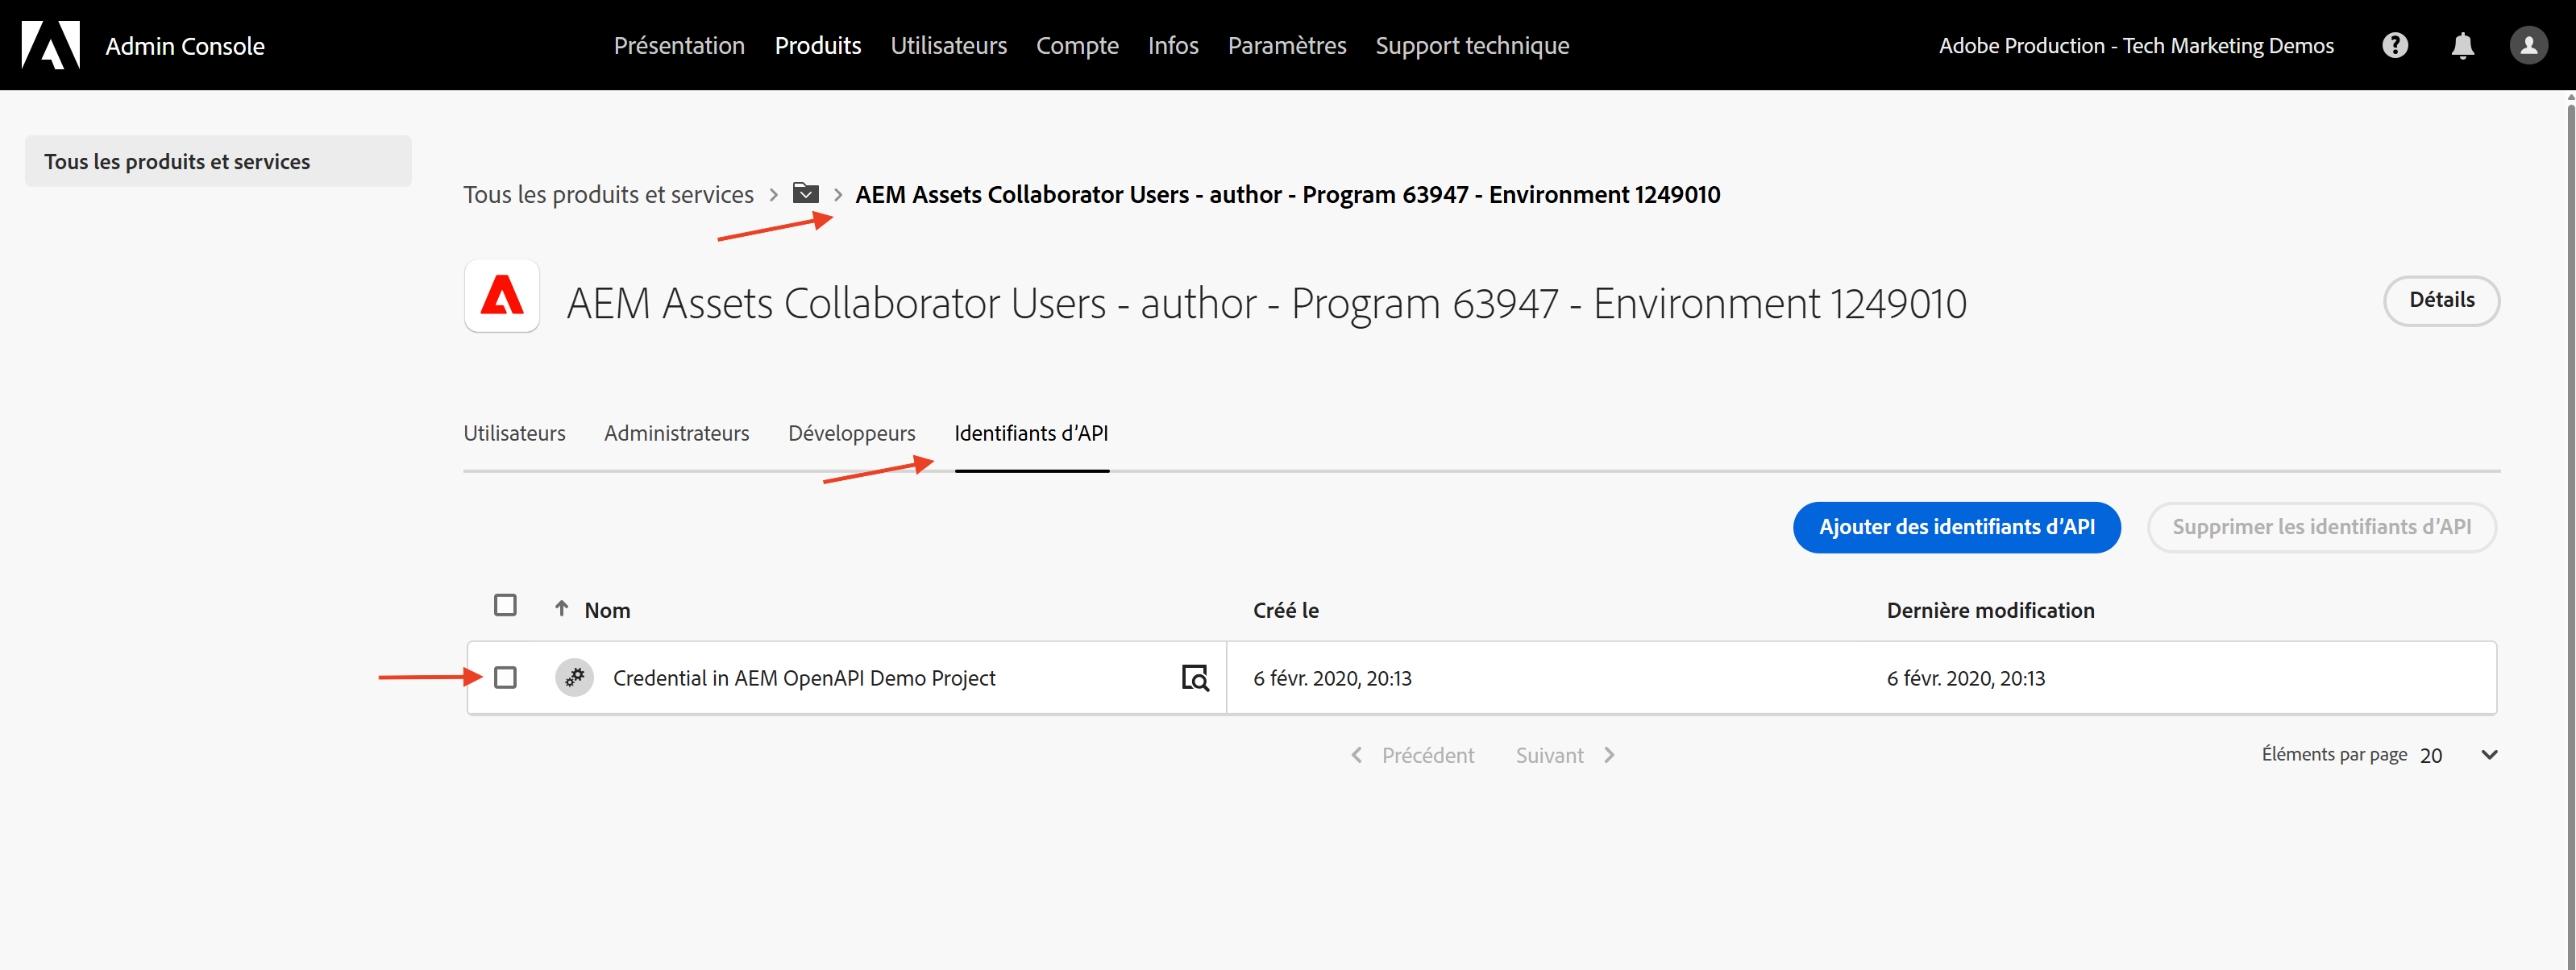 Admin Console
Présentation Produits Utilisateurs Compte Infos Paramètres Support technique
Adobe Production - Tech Marketing Demos
Tous les produits et services
Tous les produits et services > > AEM Assets Collaborator Users - author - Program 63947 - Environment 1249010
AEM Assets Collaborator Users - author - Program 63947 - Environment 1249010
Détails
Utilisateurs Administrateurs Développeurs Identifiants d’API
Ajouter des identifiants d’API Supprimer les identifiants d’API
Nom Créé le Dernière modification
Credential in AEM OpenAPI Demo Project 6 févr. 2020, 20:13 6 févr. 2020, 20:13
Précédent Suivant
Éléments par page 20